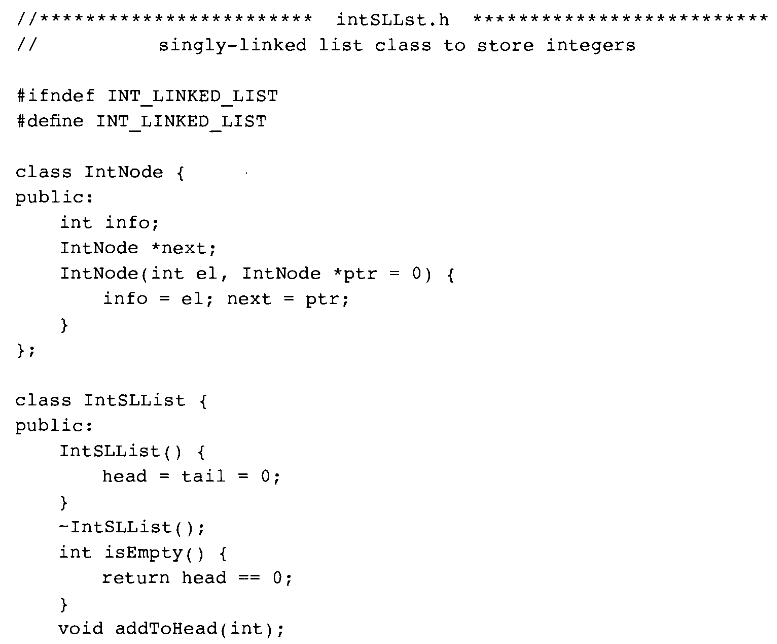 //************************ intSLLst.h **************************
// singly-linked list class to store integers
#ifndef INT_LINKED_LIST
#define INT_LINKED_LIST
class IntNode {
public:
int info;
IntNode *next;
IntNode(int el, IntNode *ptr = 0) {
info = el; next = ptr;
}
};
class IntSLList {
public:
IntSLList() {
head = tail = 0;
}
~IntSLList();
int isEmpty() {
return head == 0;
}
void addToHead(int);